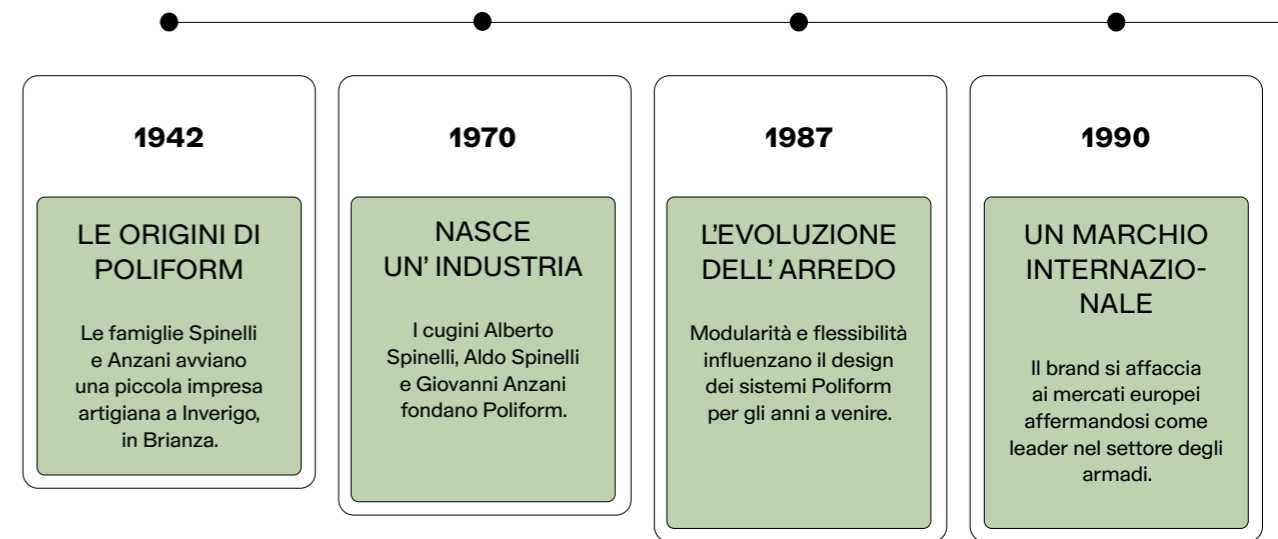 1942
LE ORIGINI DI
POLIFORM
Le famiglie Spinelli
e Anzani avviano
una piccola impresa
artigiana a Inverigo,
in Brianza.
1970
NASCE
UN' INDUSTRIA
I cugini Alberto
Spinelli, Aldo Spinelli
e Giovanni Anzani
fondano Poliform.
1987
L'EVOLUZIONE
DELL' ARREDO
Modularità e flessibilità
influenzano il design
dei sistemi Poliform
per gli anni a venire.
1990
UN MARCHIO
INTERNAZIO-
NALE
Il brand si affaccia
ai mercati europei
affermandosi come
leader nel settore degli
armadi.